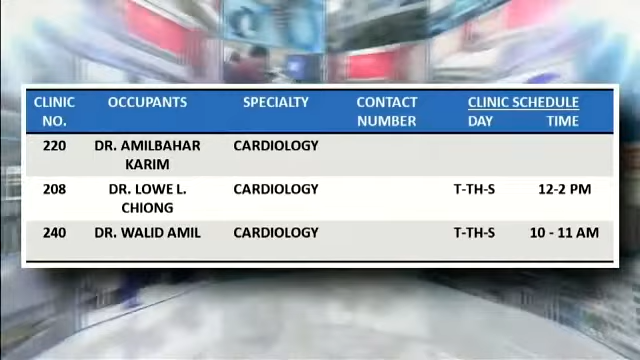 CLINIC NO. OCCUPANTS SPECIALTY CONTACT NUMBER CLINIC SCHEDULE
DAY TIME
220 DR. AMILBAHAR KARIM CARDIOLOGY
208 DR. LOWE L. CHIONG CARDIOLOGY T-TH-S 12-2 PM
240 DR. WALID AMIL CARDIOLOGY T-TH-S 10 - 11 AM